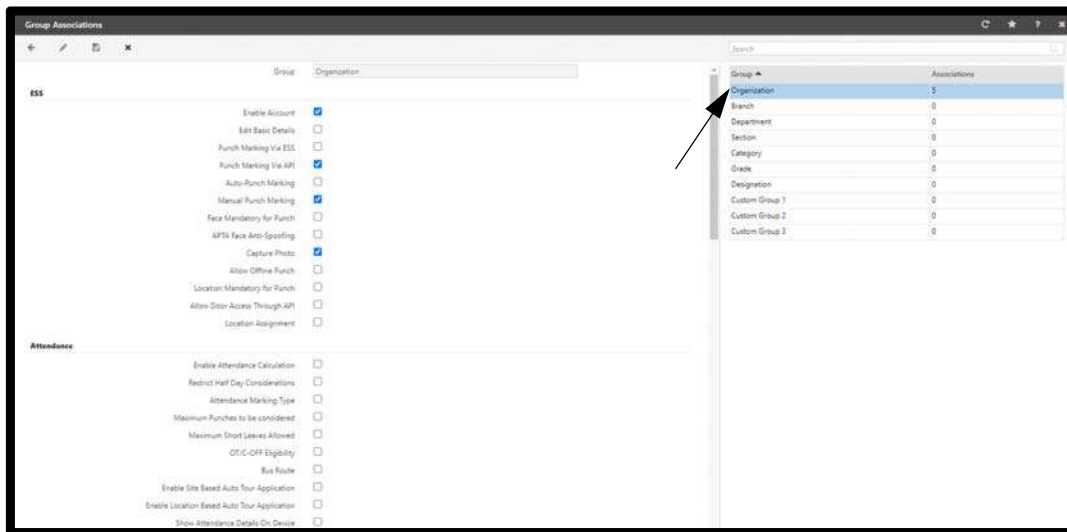 Group Associations
Search
Group Organization
ESS
Enable Account
Edit Basic Details
Punch Marking Via ESS
Punch Marking Via API
Auto-Punch Marking
Manual Punch Marking
Face Mandatory for Punch
APTA Face Anti-Spoofing
Capture Photo
Allow Offline Punch
Location Mandatory for Punch
Allow Door Access Through API
Location Assignment
Attendance
Enable Attendance Calculation
Restrict Half Day Considerations
Attendance Marking Type
Maximum Punches to be considered
Maximum Short Leaves Allowed
OT/C-OFF Eligibility
Bus Route
Enable Site Based Auto Tour Application
Enable Location Based Auto Tour Application
Show Attendance Details On Device
Group Associations
Organization 5
Branch 0
Department 0
Section 0
Category 0
Grade 0
Designation 0
Custom Group 1 0
Custom Group 2 0
Custom Group 3 0